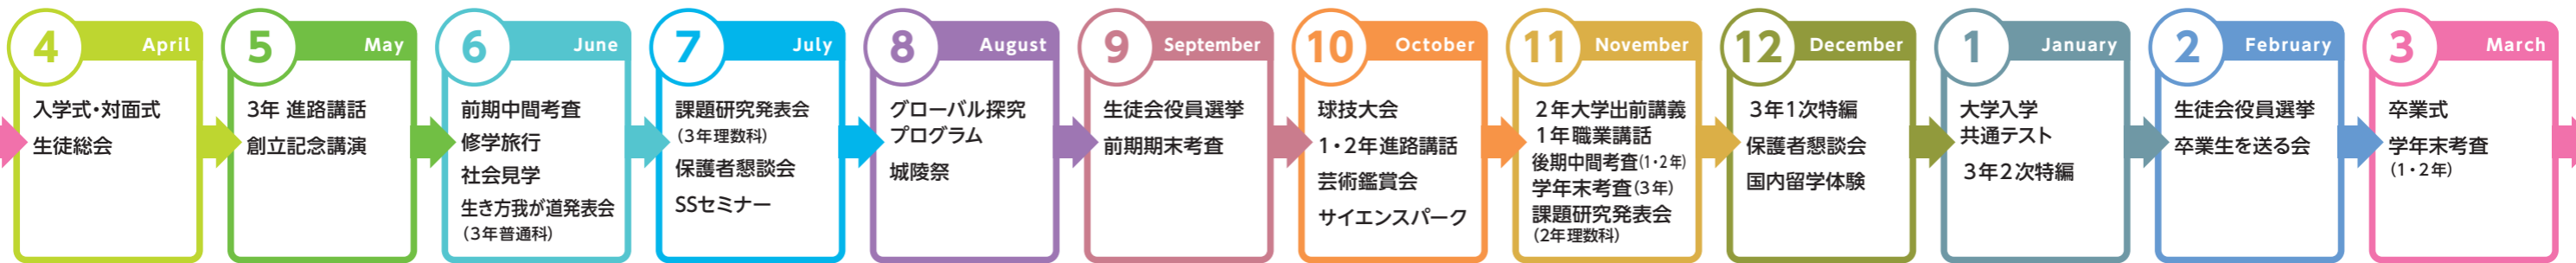 4 April
入学式・対面式
生徒総会
5 May
3年 進路講話
創立記念講演
6 June
前期中間考査
修学旅行
社会見学
生き方我が道発表会
(3年普通科)
7 July
課題研究発表会
(3年理数科)
保護者懇談会
SSセミナー
8 August
グローバル探究
プログラム
城陵祭
9 September
生徒会役員選挙
前期期末考査
10 October
球技大会
1・2年進路講話
芸術鑑賞会
サイエンスパーク
11 November
2年大学出前講義
1年職業講話
後期中間考査(1・2年)
学年末考査(3年)
課題研究発表会
(2年理数科)
12 December
3年1次特編
保護者懇談会
国内留学体験
1 January
大学入学
共通テスト
3年2次特編
2 February
生徒会役員選挙
卒業生を送る会
3 March
卒業式
学年末考査
(1・2年)